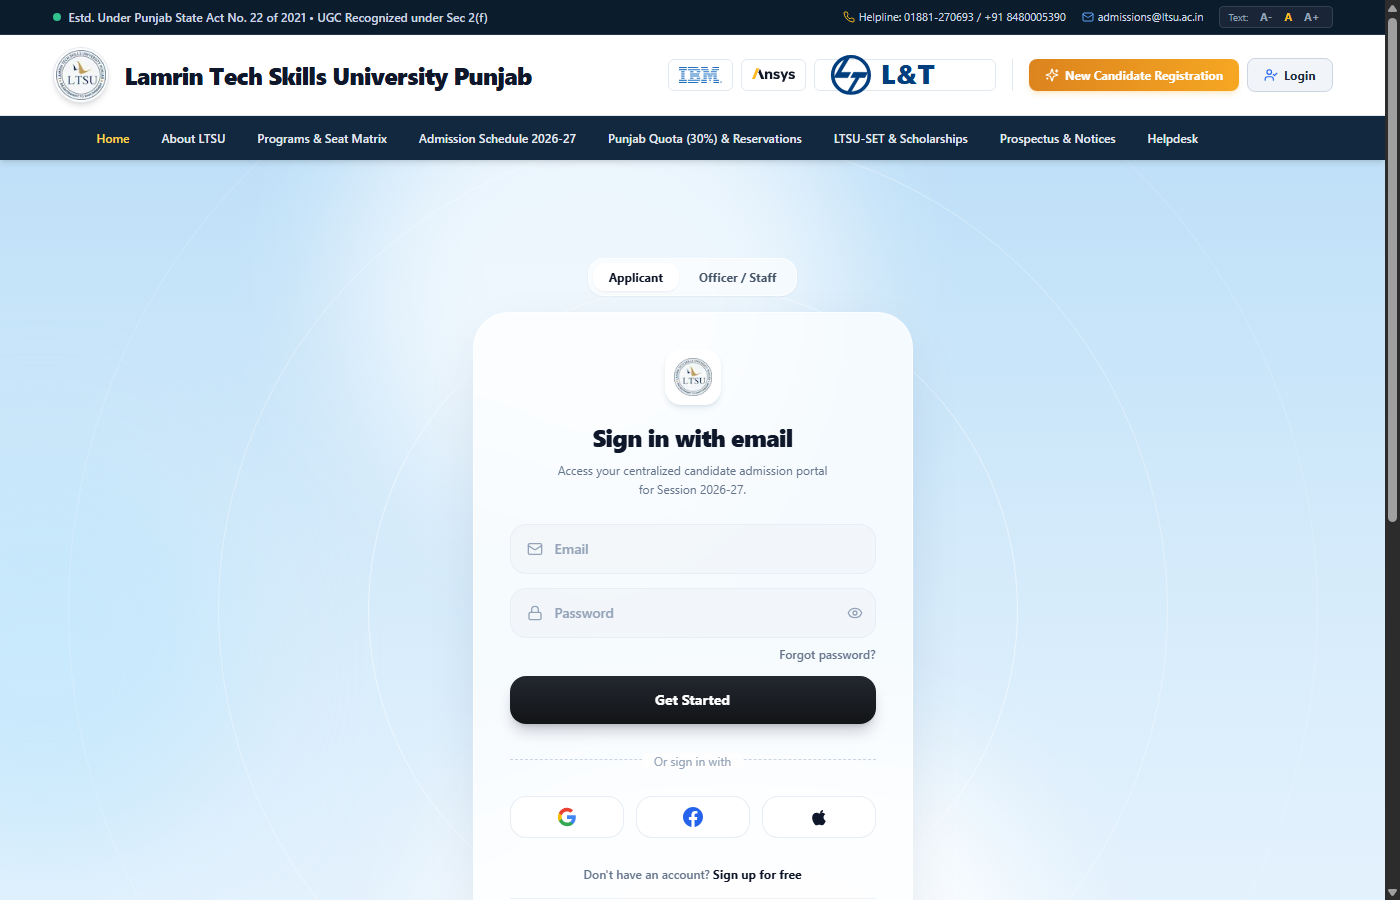 Estd. Under Punjab State Act No. 22 of 2021 • UGC Recognized under Sec 2(f)
Helpline: 01881-270693 / +91 8480005390
admissions@ltsu.ac.in
Text: A- A A+
LTSU
Lamrin Tech Skills University Punjab
IBM
Ansys
L&T
New Candidate Registration
Login
Home
About LTSU
Programs & Seat Matrix
Admission Schedule 2026-27
Punjab Quota (30%) & Reservations
LTSU-SET & Scholarships
Prospectus & Notices
Helpdesk
Applicant
Officer / Staff
LTSU
Sign in with email
Access your centralized candidate admission portal
for Session 2026-27.
Email
Password
Forgot password?
Get Started
Or sign in with
Don't have an account? Sign up for free